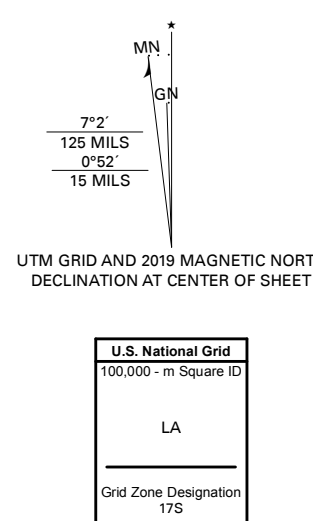 MN
GN
7°2´
125 MILS
0°52´
15 MILS
UTM GRID AND 2019 MAGNETIC NORT
DECLINATION AT CENTER OF SHEET
U.S. National Grid
100,000 - m Square ID
LA
Grid Zone Designation
17S